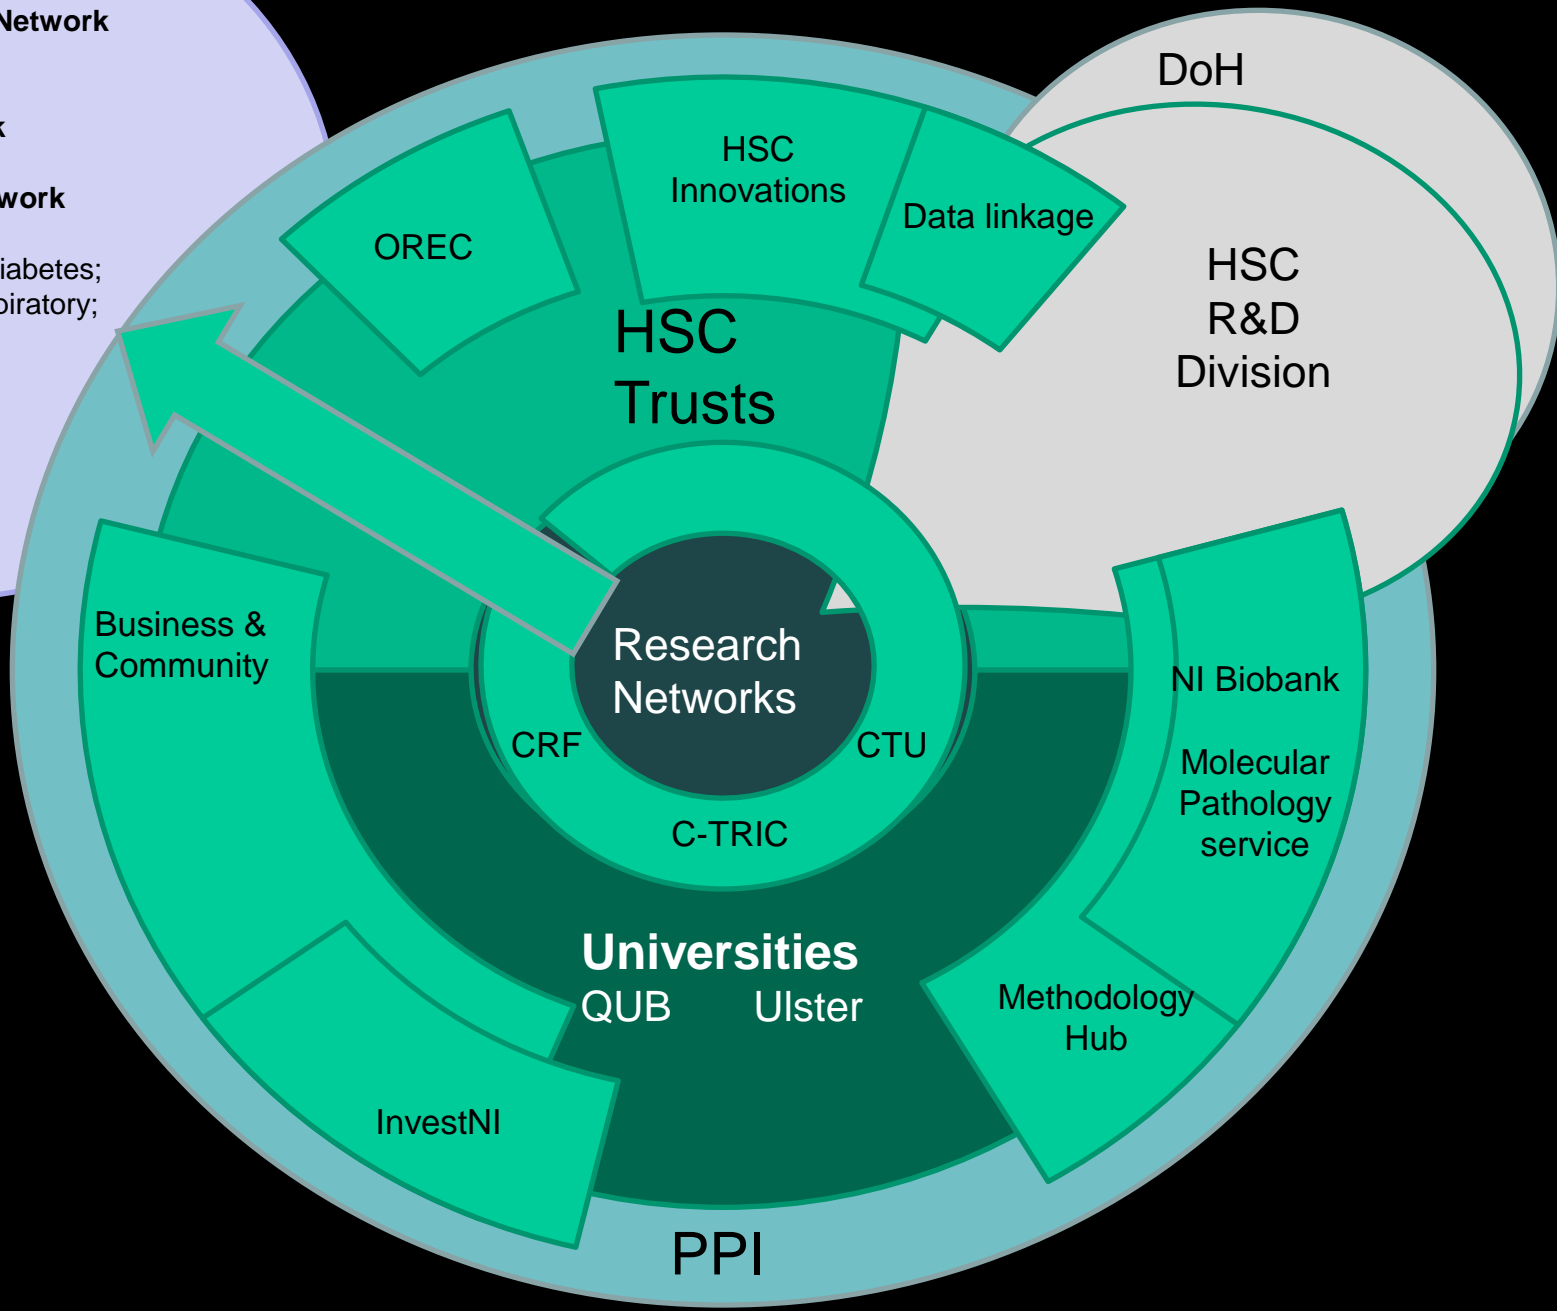 Network
work
iabetes;
DoH
HSC
Innovations
Data linkage
OREC
HSC
R&D
Division
HSC
Trusts
Business &
Community
Research
Networks
NI Biobank
CRF
CTU
Molecular
Pathology
service
C-TRIC
Universities
QUB Ulster
Methodology
Hub
InvestNI
PPI